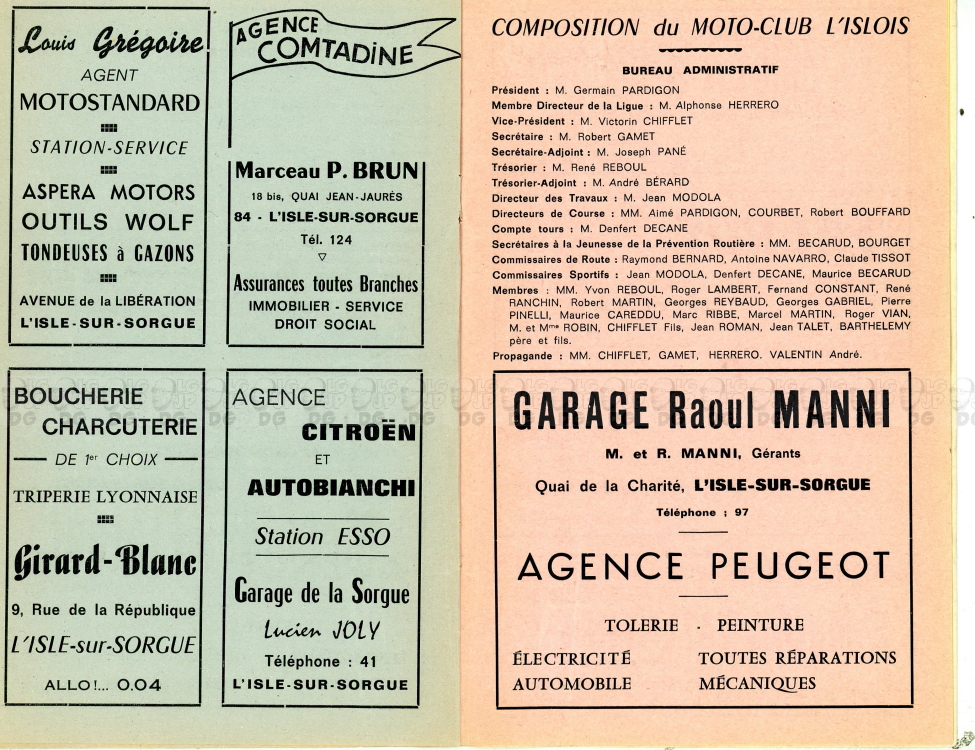 Louis Grégoire
AGENT
MOTOSTANDARD
STATION-SERVICE
ASPERA MOTORS
OUTILS WOLF
TONDEUSES à GAZONS
AVENUE de la LIBÉRATION
L'ISLE-SUR-SORGUE
AGENCE
COMTADINE
Marceau P. BRUN
18 bis, QUAI JEAN-JAURÈS
84 - L'ISLE-SUR-SORGUE
Tél. 124
Assurances toutes Branches
IMMOBILIER - SERVICE
DROIT SOCIAL
BOUCHERIE
CHARCUTERIE
DE 1er CHOIX
TRIPERIE LYONNAISE
Girard-Blanc
9, Rue de la République
L'ISLE-sur-SORGUE
ALLO !... 0.04
AGENCE
CITROËN
ET
AUTOBIANCHI
Station ESSO
Garage de la Sorgue
Lucien JOLY
Téléphone : 41
L'ISLE-SUR-SORGUE
COMPOSITION du MOTO-CLUB L'ISLOIS
BUREAU ADMINISTRATIF
Président : M. Germain PARDIGON
Membre Directeur de la Ligue : M. Alphonse HERRERO
Vice-Président : M. Victorin CHIFFLET
Secrétaire : M. Robert GAMET
Secrétaire-Adjoint : M. Joseph PANÉ
Trésorier : M. René REBOUL
Trésorier-Adjoint : M. André BÉRARD
Directeur des Travaux : M. Jean MODOLA
Directeurs de Course : MM. Aimé PARDIGON, COURBET, Robert BOUFFARD
Compte tours : M. Denfert DECANE
Secrétaires à la Jeunesse de la Prévention Routière : MM. BECARUD, BOURGET
Commissaires de Route : Raymond BERNARD, Antoine NAVARRO, Claude TISSOT
Commissaires Sportifs : Jean MODOLA, Denfert DECANE, Maurice BECARUD
Membres : MM. Yvon REBOUL, Roger LAMBERT, Fernand CONSTANT, René
RANCHIN, Robert MARTIN, Georges REYBAUD, Georges GABRIEL, Pierre
PINELLI, Maurice CAREDDU, Marc RIBBE, Marcel MARTIN, Roger VIAN,
M. et Mme ROBIN, CHIFFLET Fils, Jean ROMAN, Jean TALET, BARTHELEMY
père et fils.
Propagande : MM. CHIFFLET, GAMET, HERRERO. VALENTIN André.
GARAGE Raoul MANNI
M. et R. MANNI, Gérants
Quai de la Charité, L'ISLE-SUR-SORGUE
Téléphone : 97
AGENCE PEUGEOT
TOLERIE - PEINTURE
ÉLECTRICITÉ TOUTES RÉPARATIONS
AUTOMOBILE MÉCANIQUES